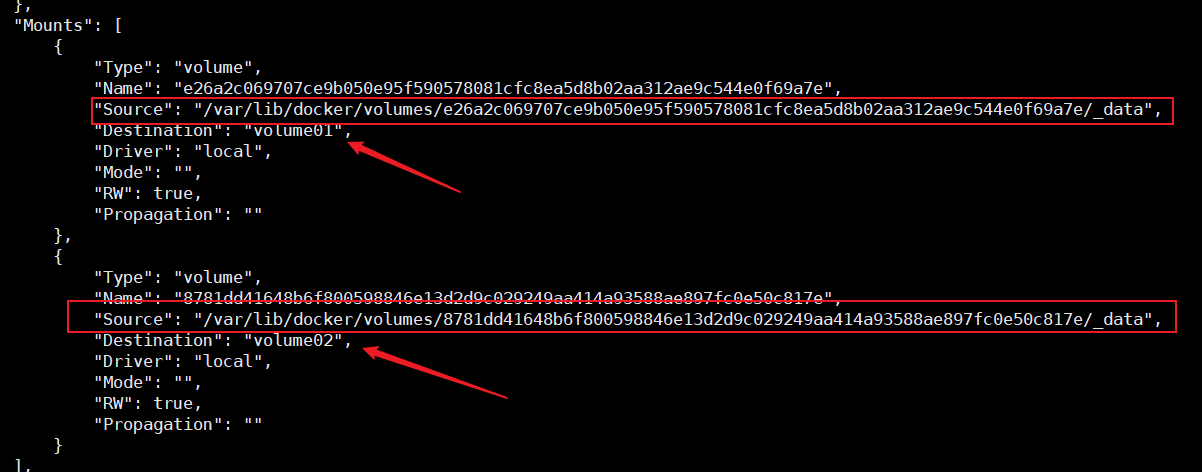 },
"Mounts": [
{
"Type": "volume",
"Name": "e26a2c069707ce9b050e95f590578081cfc8ea5d8b02aa312ae9c544e0f69a7e",
"Source": "/var/lib/docker/volumes/e26a2c069707ce9b050e95f590578081cfc8ea5d8b02aa312ae9c544e0f69a7e/_data",
"Destination": "volume01",
"Driver": "local",
"Mode": "",
"RW": true,
"Propagation": ""
},
{
"Type": "volume",
"Name": "8781dd41648b6f800598846e13d2d9c029249aa414a93588ae897fc0e50c817e",
"Source": "/var/lib/docker/volumes/8781dd41648b6f800598846e13d2d9c029249aa414a93588ae897fc0e50c817e/_data",
"Destination": "volume02",
"Driver": "local",
"Mode": "",
"RW": true,
"Propagation": ""
}
],